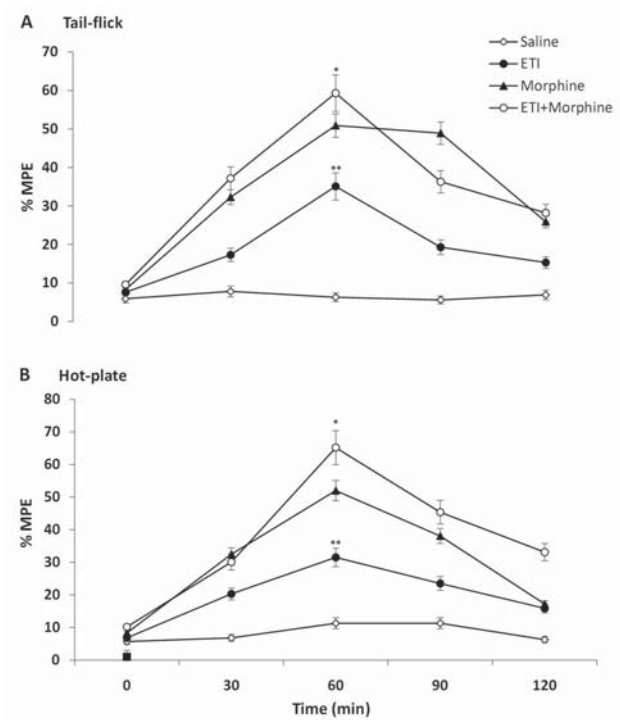 A Tail-flick
Saline
ETI
Morphine
ETI+Morphine
% MPE
70
60
50
40
30
20
10
0
*
**
B Hot-plate
% MPE
80
70
60
50
40
30
20
10
0
*
**
0 30 60 90 120
Time (min)